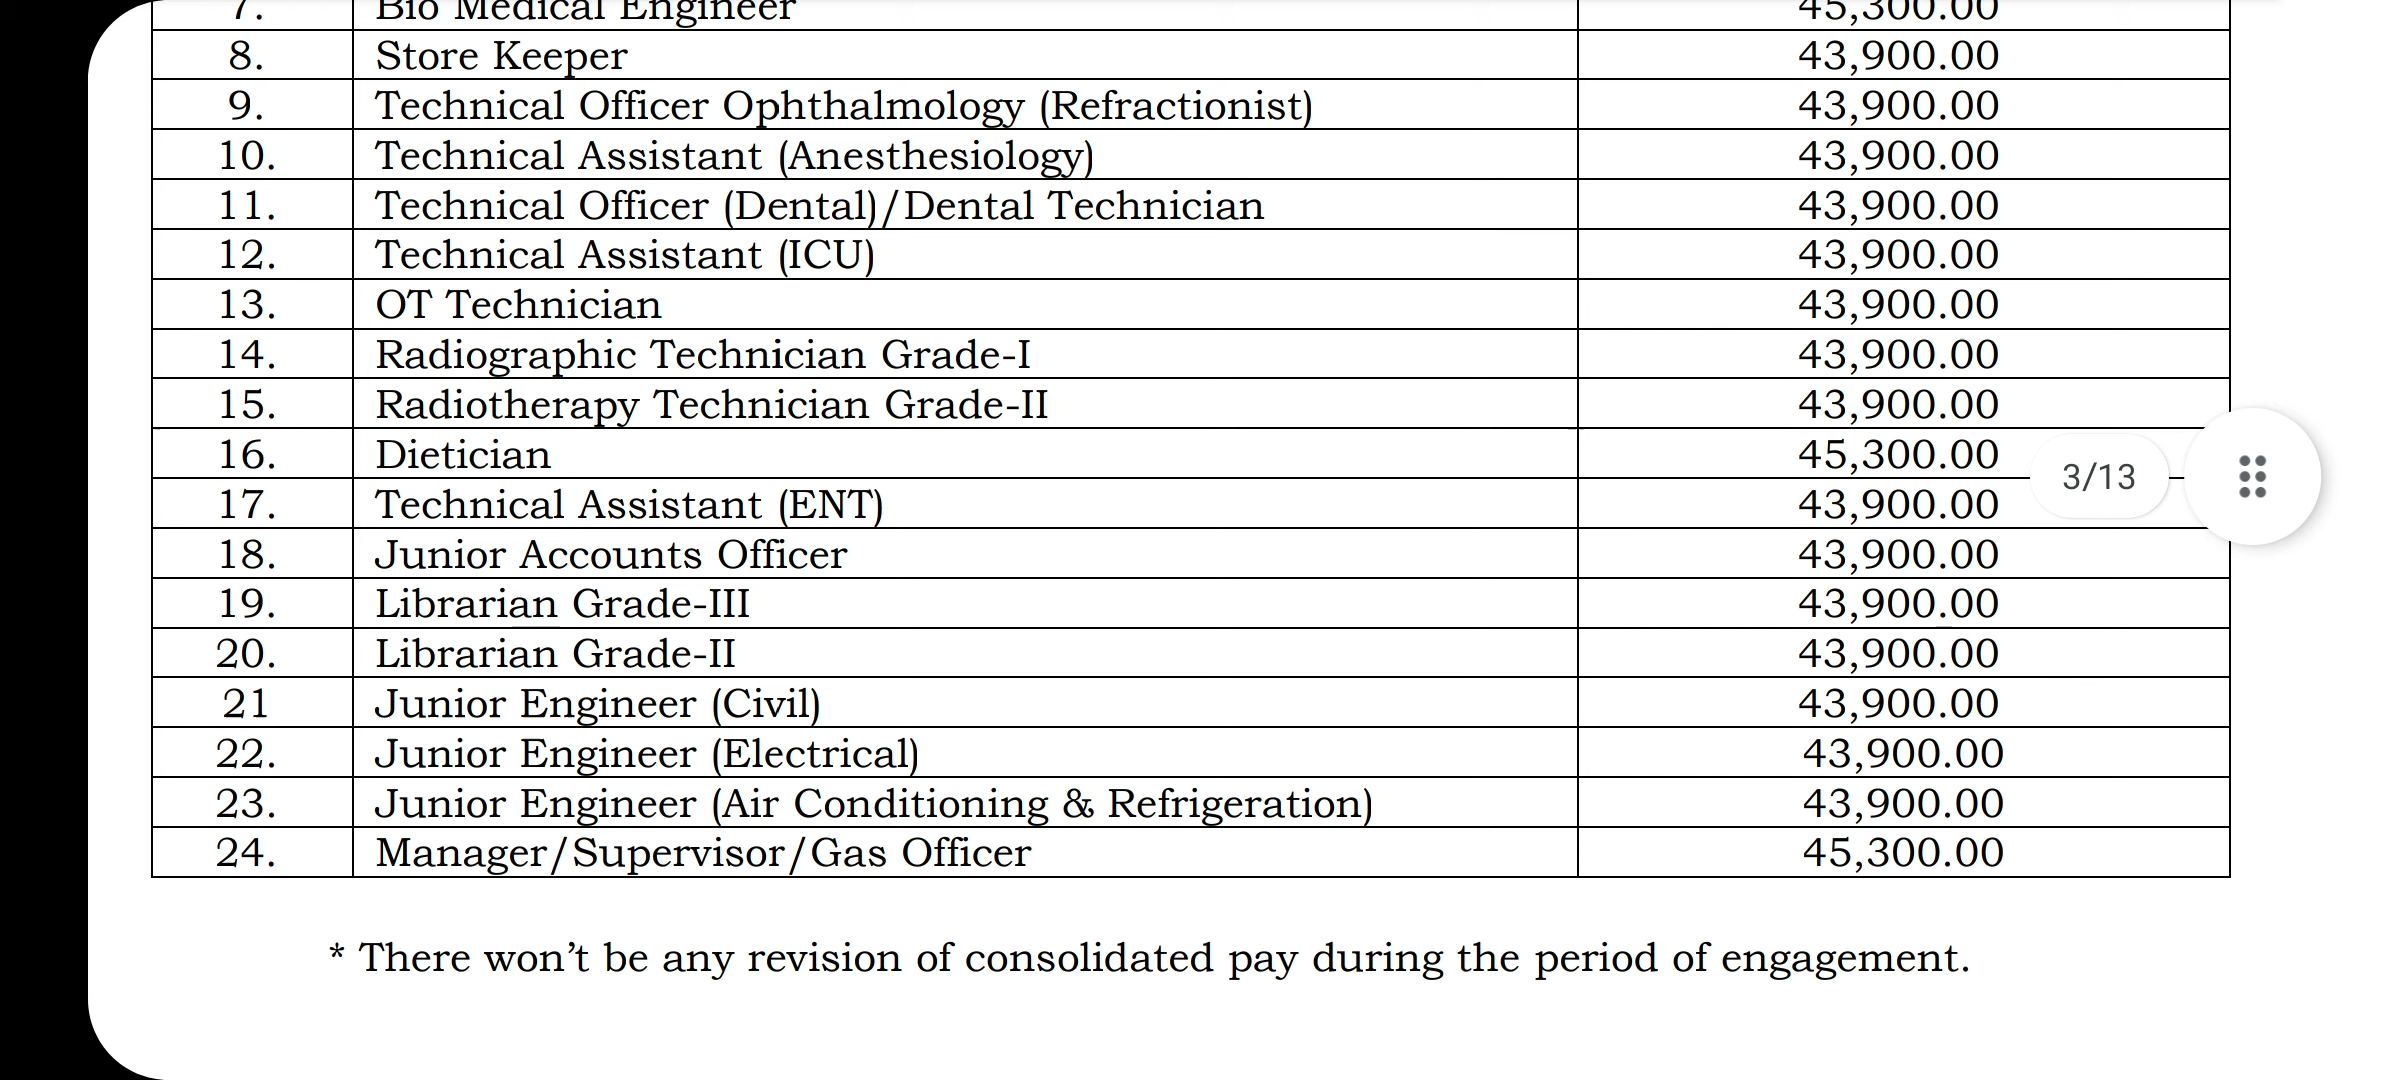 7. Bio Medical Engineer 45,300.00
8. Store Keeper 43,900.00
9. Technical Officer Ophthalmology (Refractionist) 43,900.00
10. Technical Assistant (Anesthesiology) 43,900.00
11. Technical Officer (Dental)/Dental Technician 43,900.00
12. Technical Assistant (ICU) 43,900.00
13. OT Technician 43,900.00
14. Radiographic Technician Grade-I 43,900.00
15. Radiotherapy Technician Grade-II 43,900.00
16. Dietician 45,300.00
3/13
17. Technical Assistant (ENT) 43,900.00
18. Junior Accounts Officer 43,900.00
19. Librarian Grade-III 43,900.00
20. Librarian Grade-II 43,900.00
21 Junior Engineer (Civil) 43,900.00
22. Junior Engineer (Electrical) 43,900.00
23. Junior Engineer (Air Conditioning & Refrigeration) 43,900.00
24. Manager/Supervisor/Gas Officer 45,300.00
* There won’t be any revision of consolidated pay during the period of engagement.